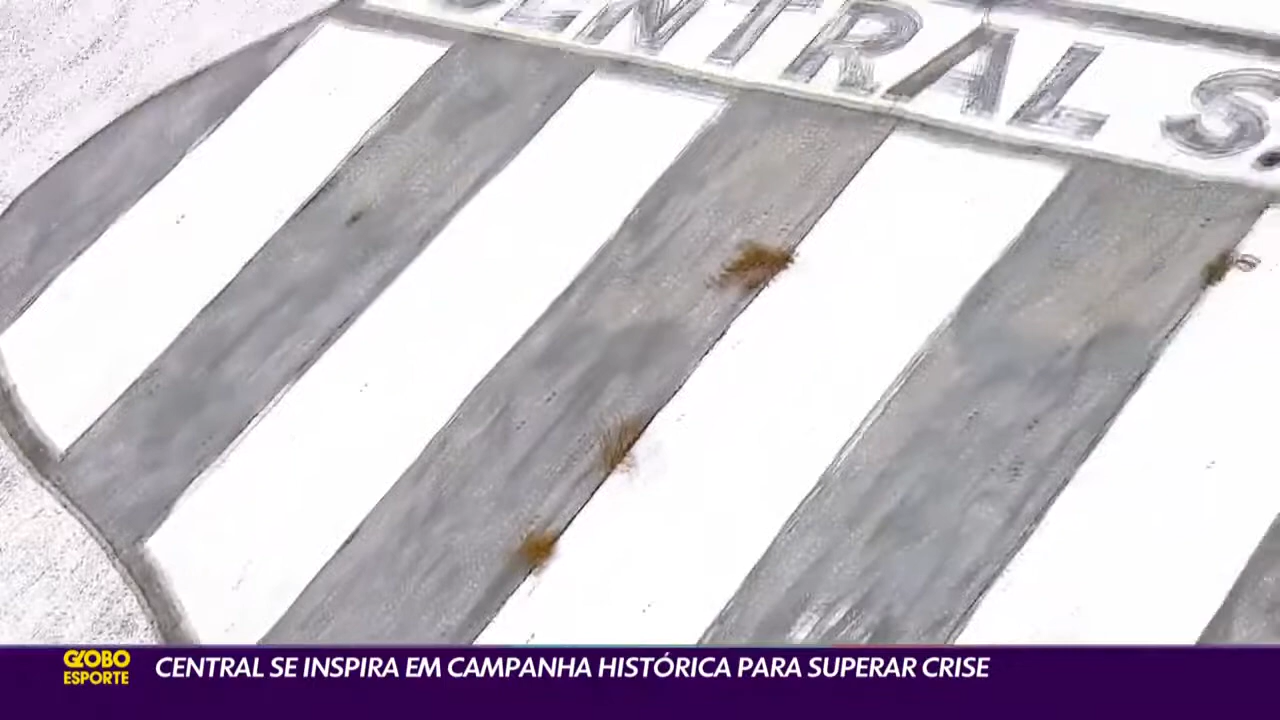 CENTRAL S.
GLOBO
ESPORTE
CENTRAL SE INSPIRA EM CAMPANHA HISTÓRICA PARA SUPERAR CRISE